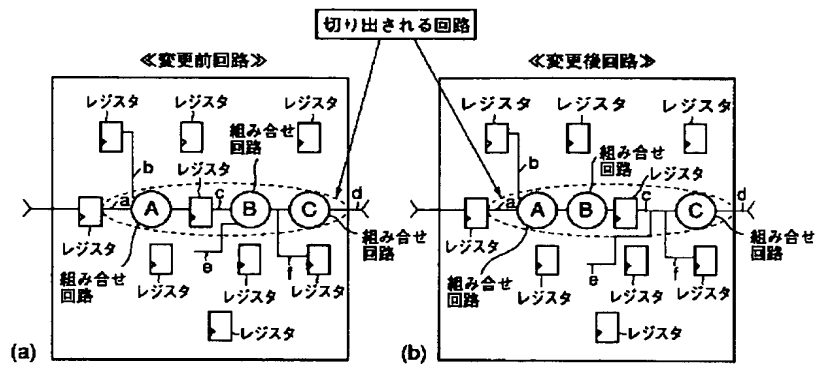 切り出される回路
≪変更前回路≫
レジスタ
レジスタ
レジスタ
組み合せ
回路
レジスタ
b
a
A
c
B
C
d
レジスタ
組み合せ
回路
e
f
組み合せ
回路
レジスタ
レジスタ
レジスタ
レジスタ
(a)
≪変更後回路≫
レジスタ
レジスタ
レジスタ
組み合せ
回路
レジスタ
b
a
A
B
c
C
d
レジスタ
組み合せ
回路
e
f
組み合せ
回路
レジスタ
レジスタ
レジスタ
レジスタ
(b)